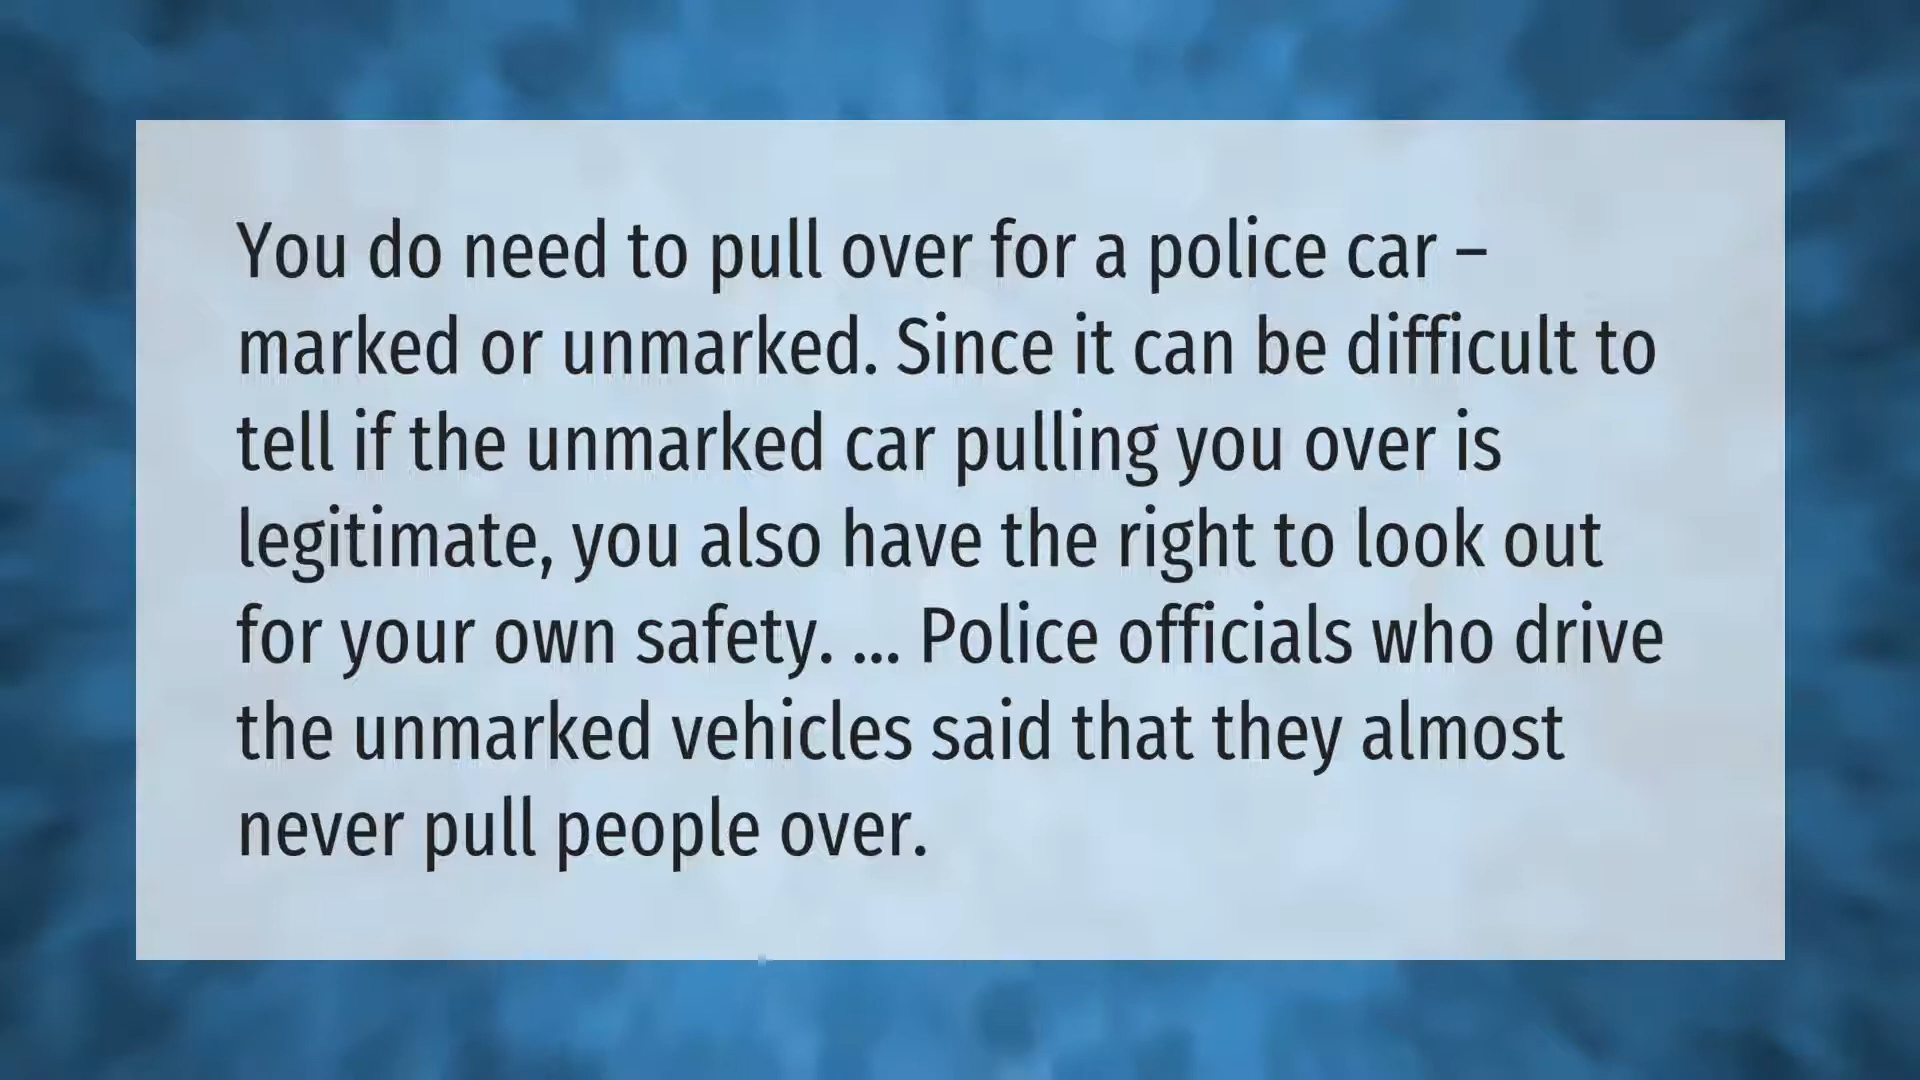 You do need to pull over for a police car –
marked or unmarked. Since it can be difficult to
tell if the unmarked car pulling you over is
legitimate, you also have the right to look out
for your own safety. ... Police officials who drive
the unmarked vehicles said that they almost
never pull people over.